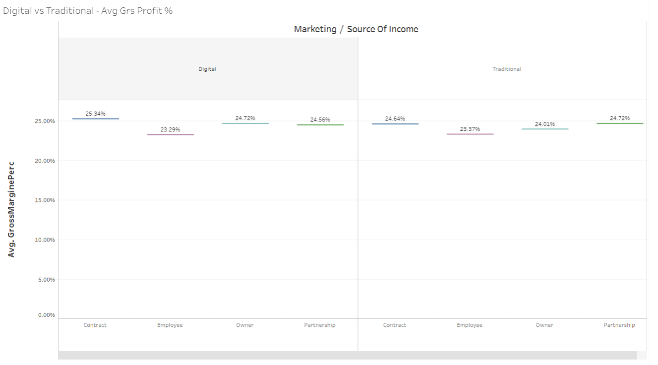 Digital vs Traditional - Avg Grs Profit %
Marketing / Source Of Income
Digital
Traditional
Avg. GrossMarginePerc
25.00%
20.00%
15.00%
10.00%
5.00%
0.00%
25.34%
23.29%
24.72%
24.56%
24.64%
23.37%
24.01%
24.72%
Contract
Employee
Owner
Partnership
Contract
Employee
Owner
Partnership